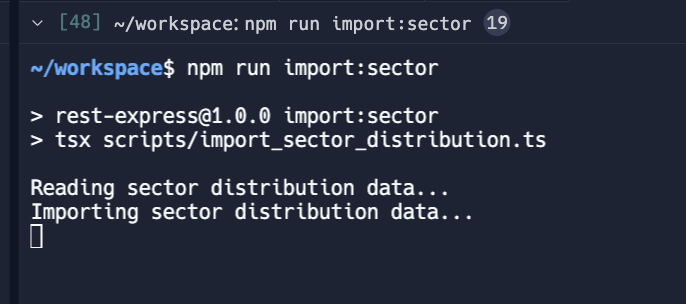 [48] ~/workspace: npm run import:sector 19
~/workspace$ npm run import:sector
> rest-express@1.0.0 import:sector
> tsx scripts/import_sector_distribution.ts
Reading sector distribution data...
Importing sector distribution data...